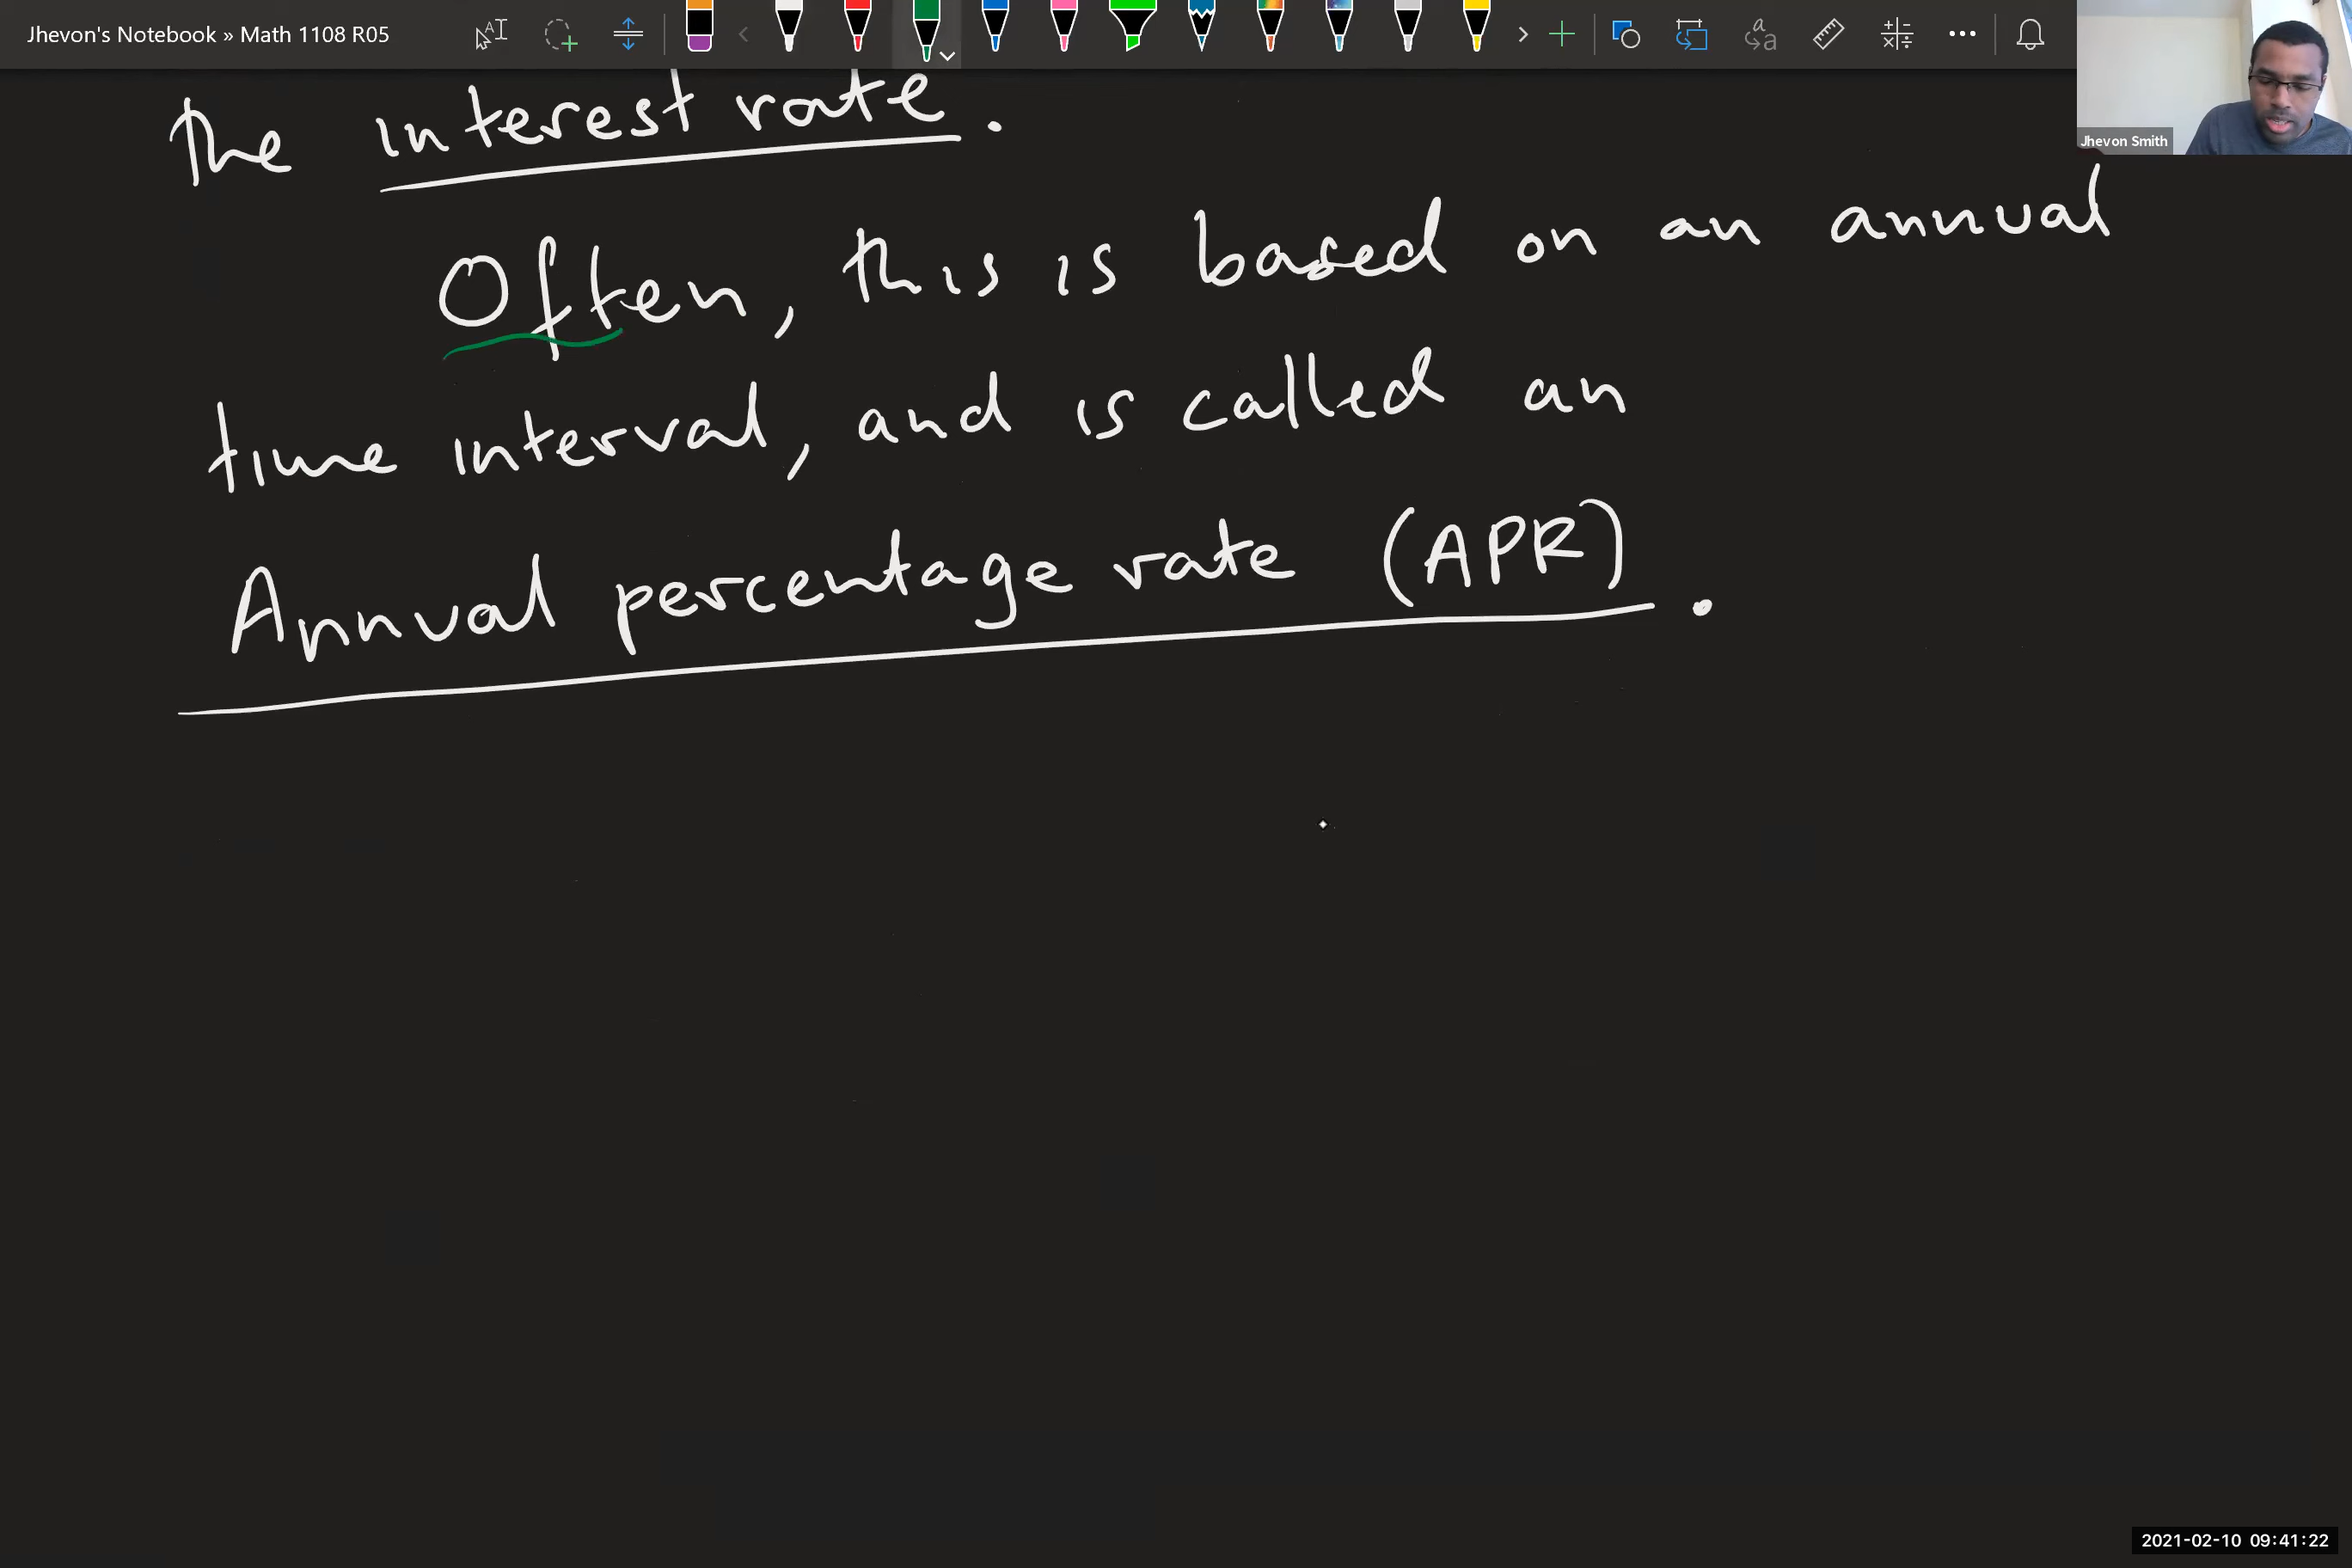 Jhevon's Notebook » Math 1108 R05
Jhevon Smith
the interest rate.
Often, this is based on an annual
time interval, and is called an
Annual percentage rate (APR).
2021-02-10 09:41:22